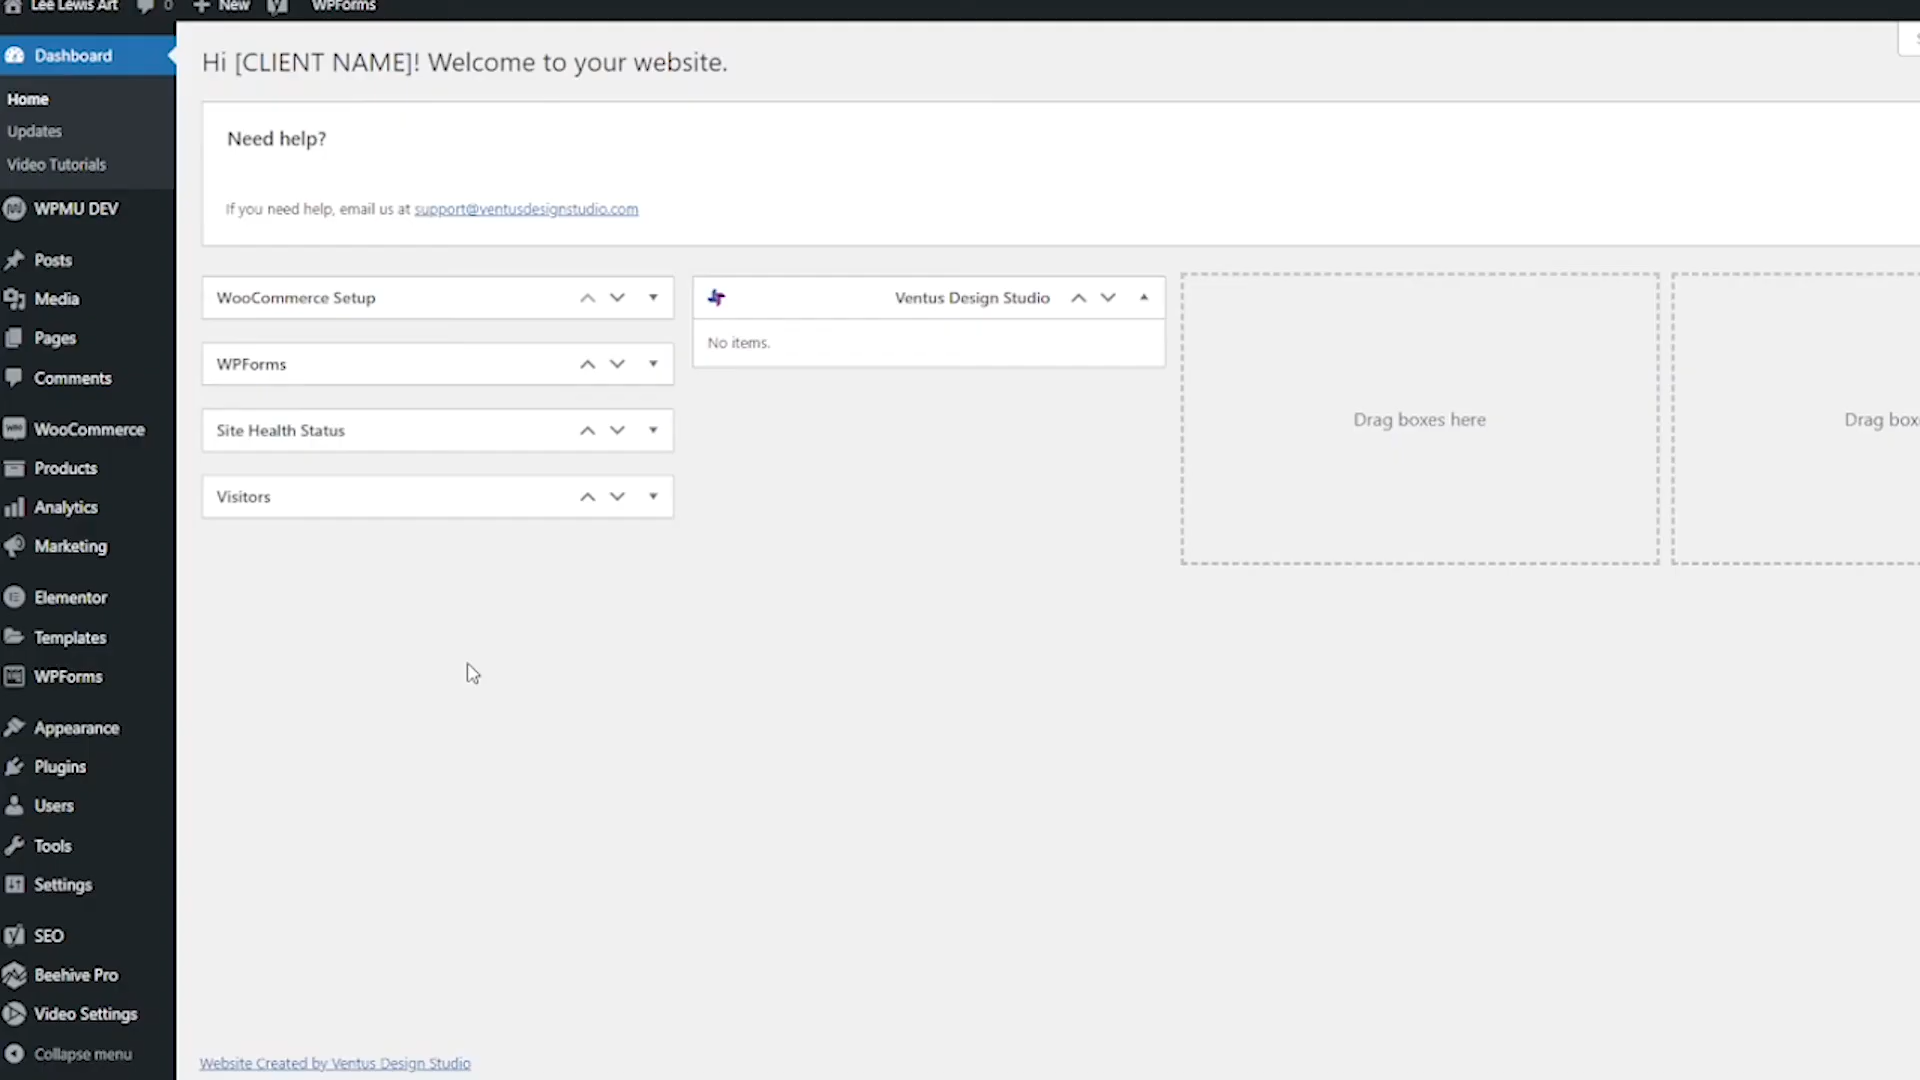 Lee Lewis Art 0 New WPForms
Dashboard
Home
Updates
Video Tutorials
WPMU DEV
Posts
Media
Pages
Comments
WooCommerce
Products
Analytics
Marketing
Elementor
Templates
WPForms
Appearance
Plugins
Users
Tools
Settings
SEO
Beehive Pro
Video Settings
Collapse menu
Hi [CLIENT NAME]! Welcome to your website.
Need help?
If you need help, email us at support@ventusdesignstudio.com
WooCommerce Setup
WPForms
Site Health Status
Visitors
Ventus Design Studio
No items.
Drag boxes here
Drag box
Website Created by Ventus Design Studio